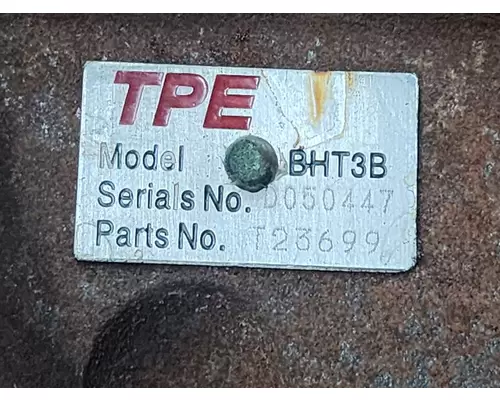 TPE
Model BHT3B
Serials No. D050447
Parts No. T23699